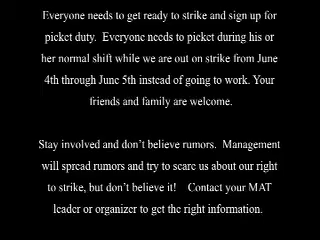 Everyone needs to get ready to strike and sign up for
picket duty.  Everyone needs to picket during his or
her normal shift while we are out on strike from June
4th through June 5th instead of going to work. Your
friends and family are welcome.

Stay involved and don’t believe rumors.  Management
will spread rumors and try to scare us about our right
to strike, but don’t believe it!   Contact your MAT
leader or organizer to get the right information.